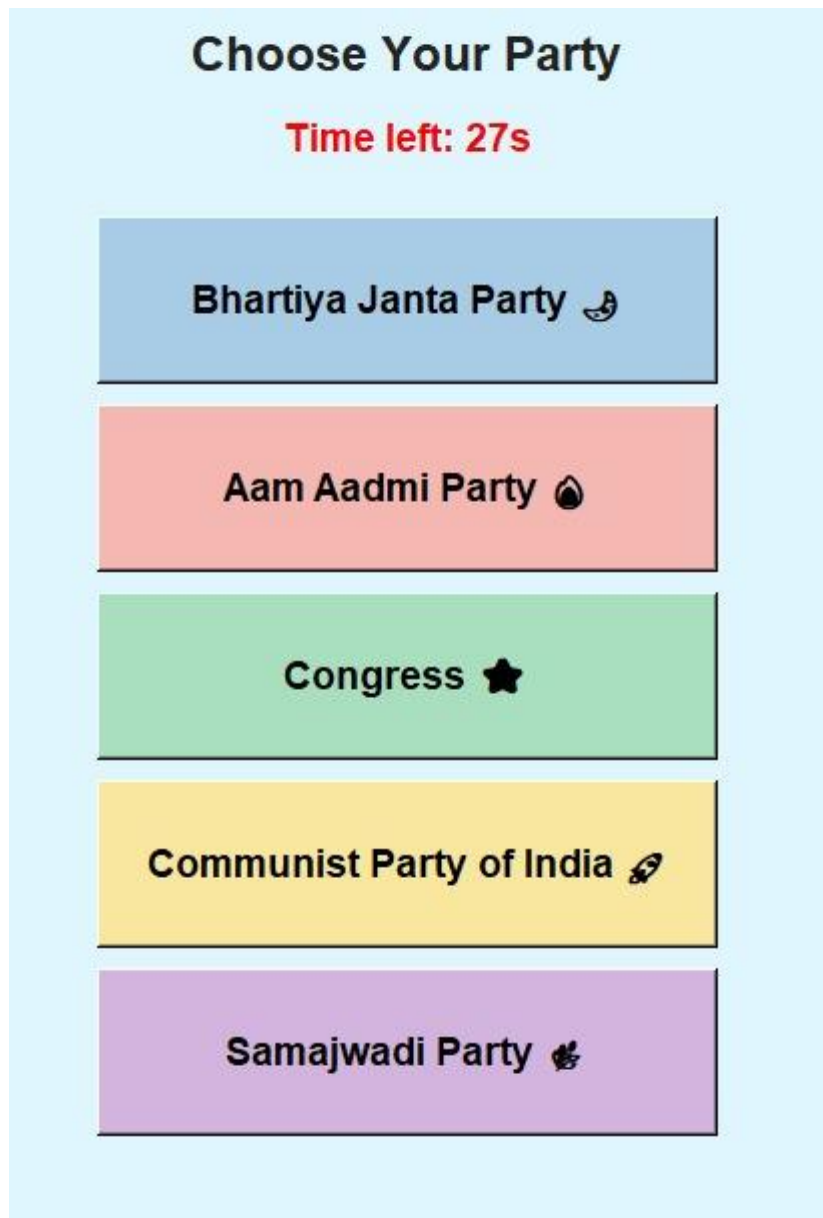 Choose Your Party
Time left: 27s
Bhartiya Janta Party
Aam Aadmi Party
Congress
Communist Party of India
Samajwadi Party